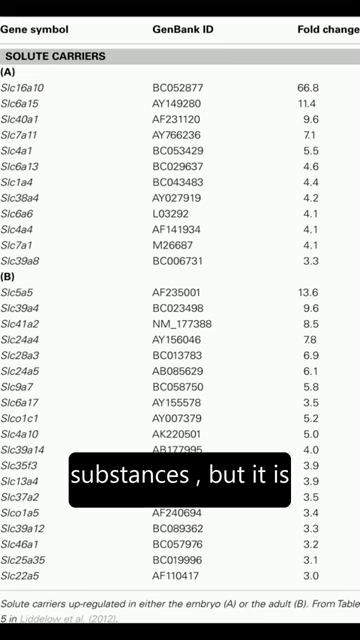 Gene symbol GenBank ID Fold change
SOLUTE CARRIERS
(A)
Slc16a10 BC052877 66.8
Slc6a15 AY149280 11.4
Slc40a1 AF231120 9.6
Slc7a11 AY766236 7.1
Slc4a1 BC053429 5.5
Slc6a13 BC029637 4.6
Slc1a4 BC043483 4.4
Slc38a4 AY027919 4.2
Slc6a6 L03292 4.1
Slc4a4 AF141934 4.1
Slc7a1 M26687 4.1
Slc39a8 BC006731 3.3
(B)
Slc5a5 AF235001 13.6
Slc39a4 BC023498 9.6
Slc41a2 NM_177388 8.5
Slc24a4 AY156046 7.8
Slc28a3 BC013783 6.9
Slc24a5 AB085629 6.1
Slc9a7 BC058750 5.8
Slc6a17 AY155578 3.5
Slco1c1 AY007379 5.2
Slc4a10 AK220501 5.0
Slc39a14 AB177995 4.0
Slc35f3 3.9
Slc13a4 3.9
substances , but it is
Slc37a2 3.5
Slco1a5 AF240694 3.4
Slc39a12 BC089362 3.3
Slc46a1 BC057976 3.2
Slc25a35 BC019996 3.1
Slc22a5 AF110417 3.0
Solute carriers up-regulated in either the embryo (A) or the adult (B). From Table
5 in Liddelow et al. (2012).